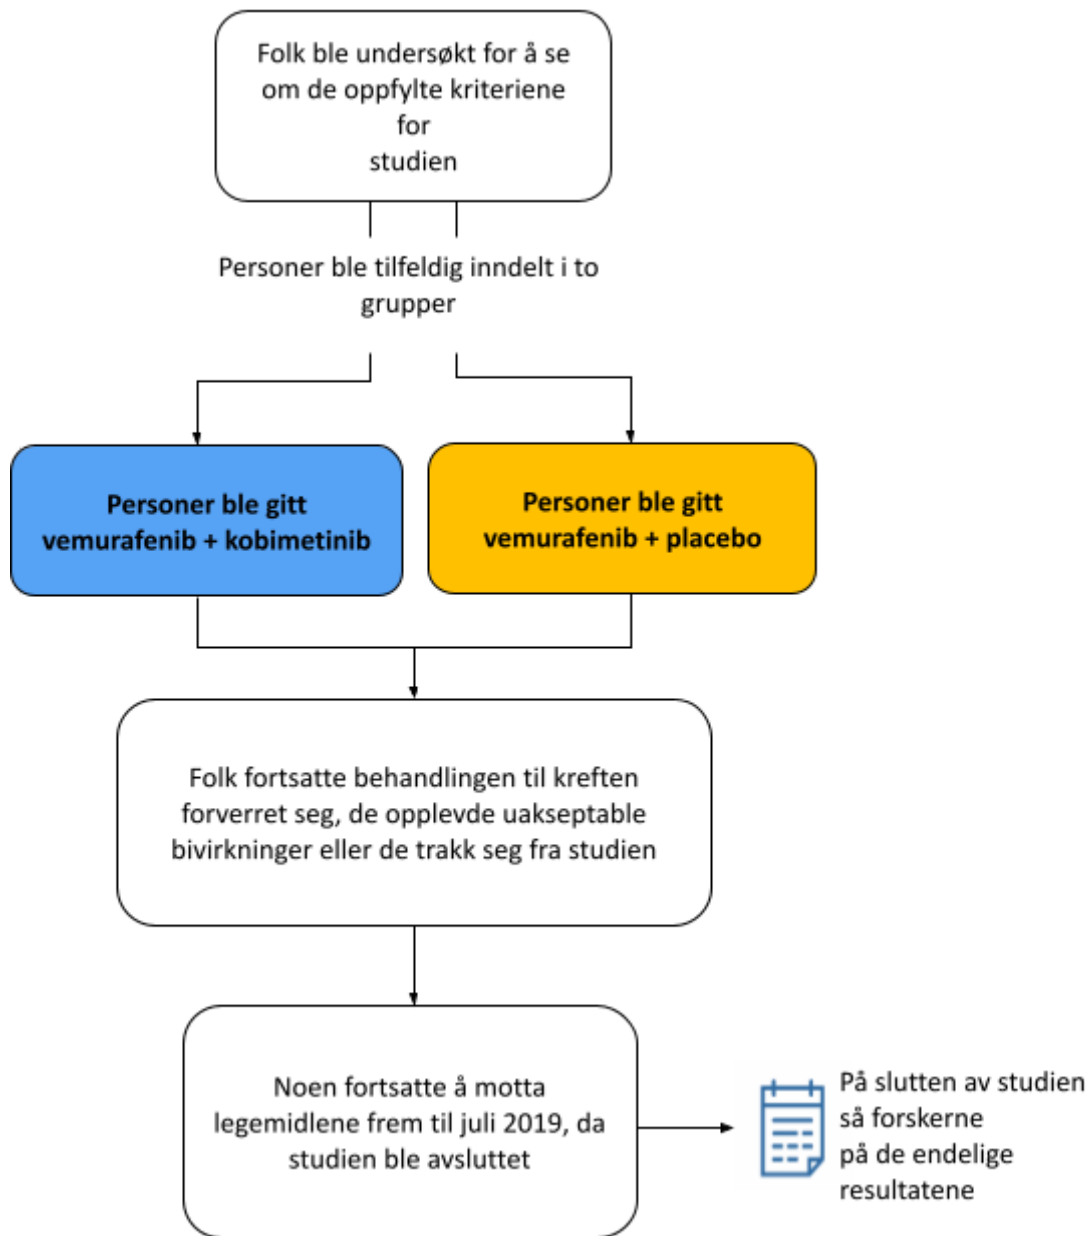 Folk ble undersøkt for å se
om de oppfylte kriteriene
for
studien
Personer ble tilfeldig inndelt i to
grupper
Personer ble gitt
vemurafenib + kobimetinib
Personer ble gitt
vemurafenib + placebo
Folk fortsatte behandlingen til kreften
forverret seg, de opplevde uakseptable
bivirkninger eller de trakk seg fra studien
Noen fortsatte å motta
legemidlene frem til juli 2019, da
studien ble avsluttet
På slutten av studien
så forskerne
på de endelige
resultatene